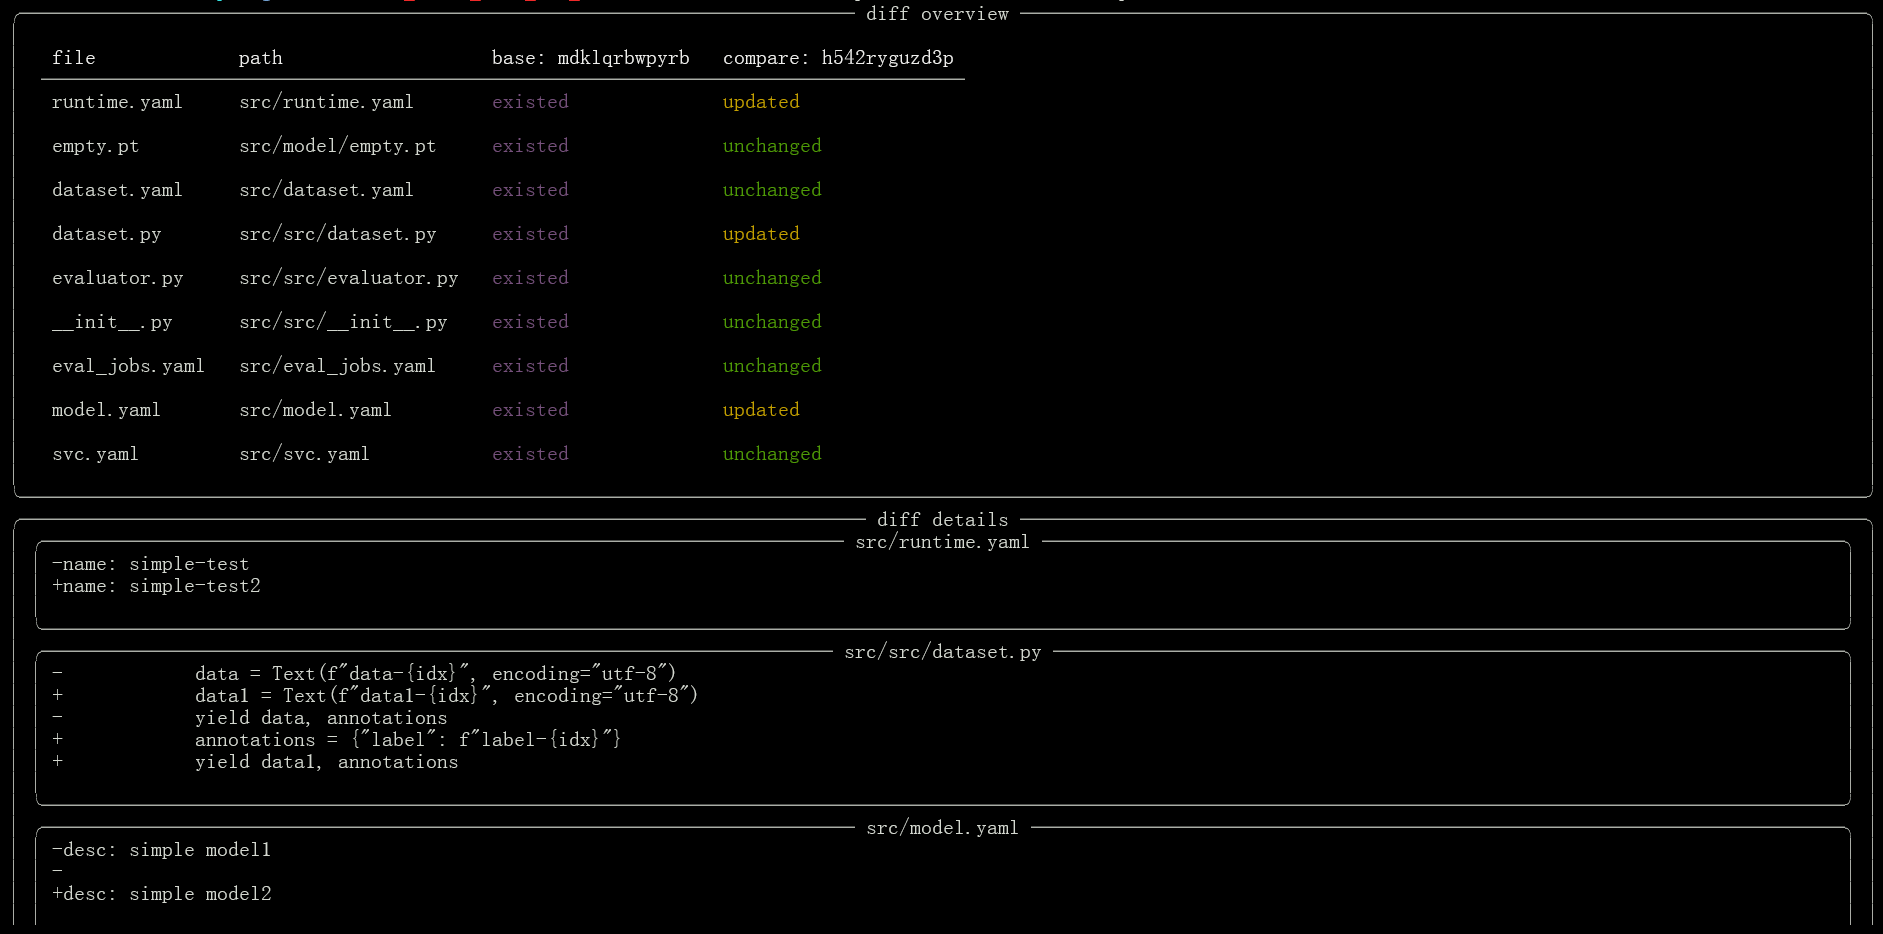 diff overview
file path base: mdklqrbwpyrb compare: h542ryguzd3p
runtime.yaml src/runtime.yaml existed updated
empty.pt src/model/empty.pt existed unchanged
dataset.yaml src/dataset.yaml existed unchanged
dataset.py src/src/dataset.py existed updated
evaluator.py src/src/evaluator.py existed unchanged
__init__.py src/src/__init__.py existed unchanged
eval_jobs.yaml src/eval_jobs.yaml existed unchanged
model.yaml src/model.yaml existed updated
svc.yaml src/svc.yaml existed unchanged
diff details
src/runtime.yaml
-name: simple-test
+name: simple-test2
src/src/dataset.py
-            data = Text(f"data-{idx}", encoding="utf-8")
+            data1 = Text(f"data1-{idx}", encoding="utf-8")
-            yield data, annotations
+            annotations = {"label": f"label-{idx}"}
+            yield data1, annotations
src/model.yaml
-desc: simple model1
-
+desc: simple model2